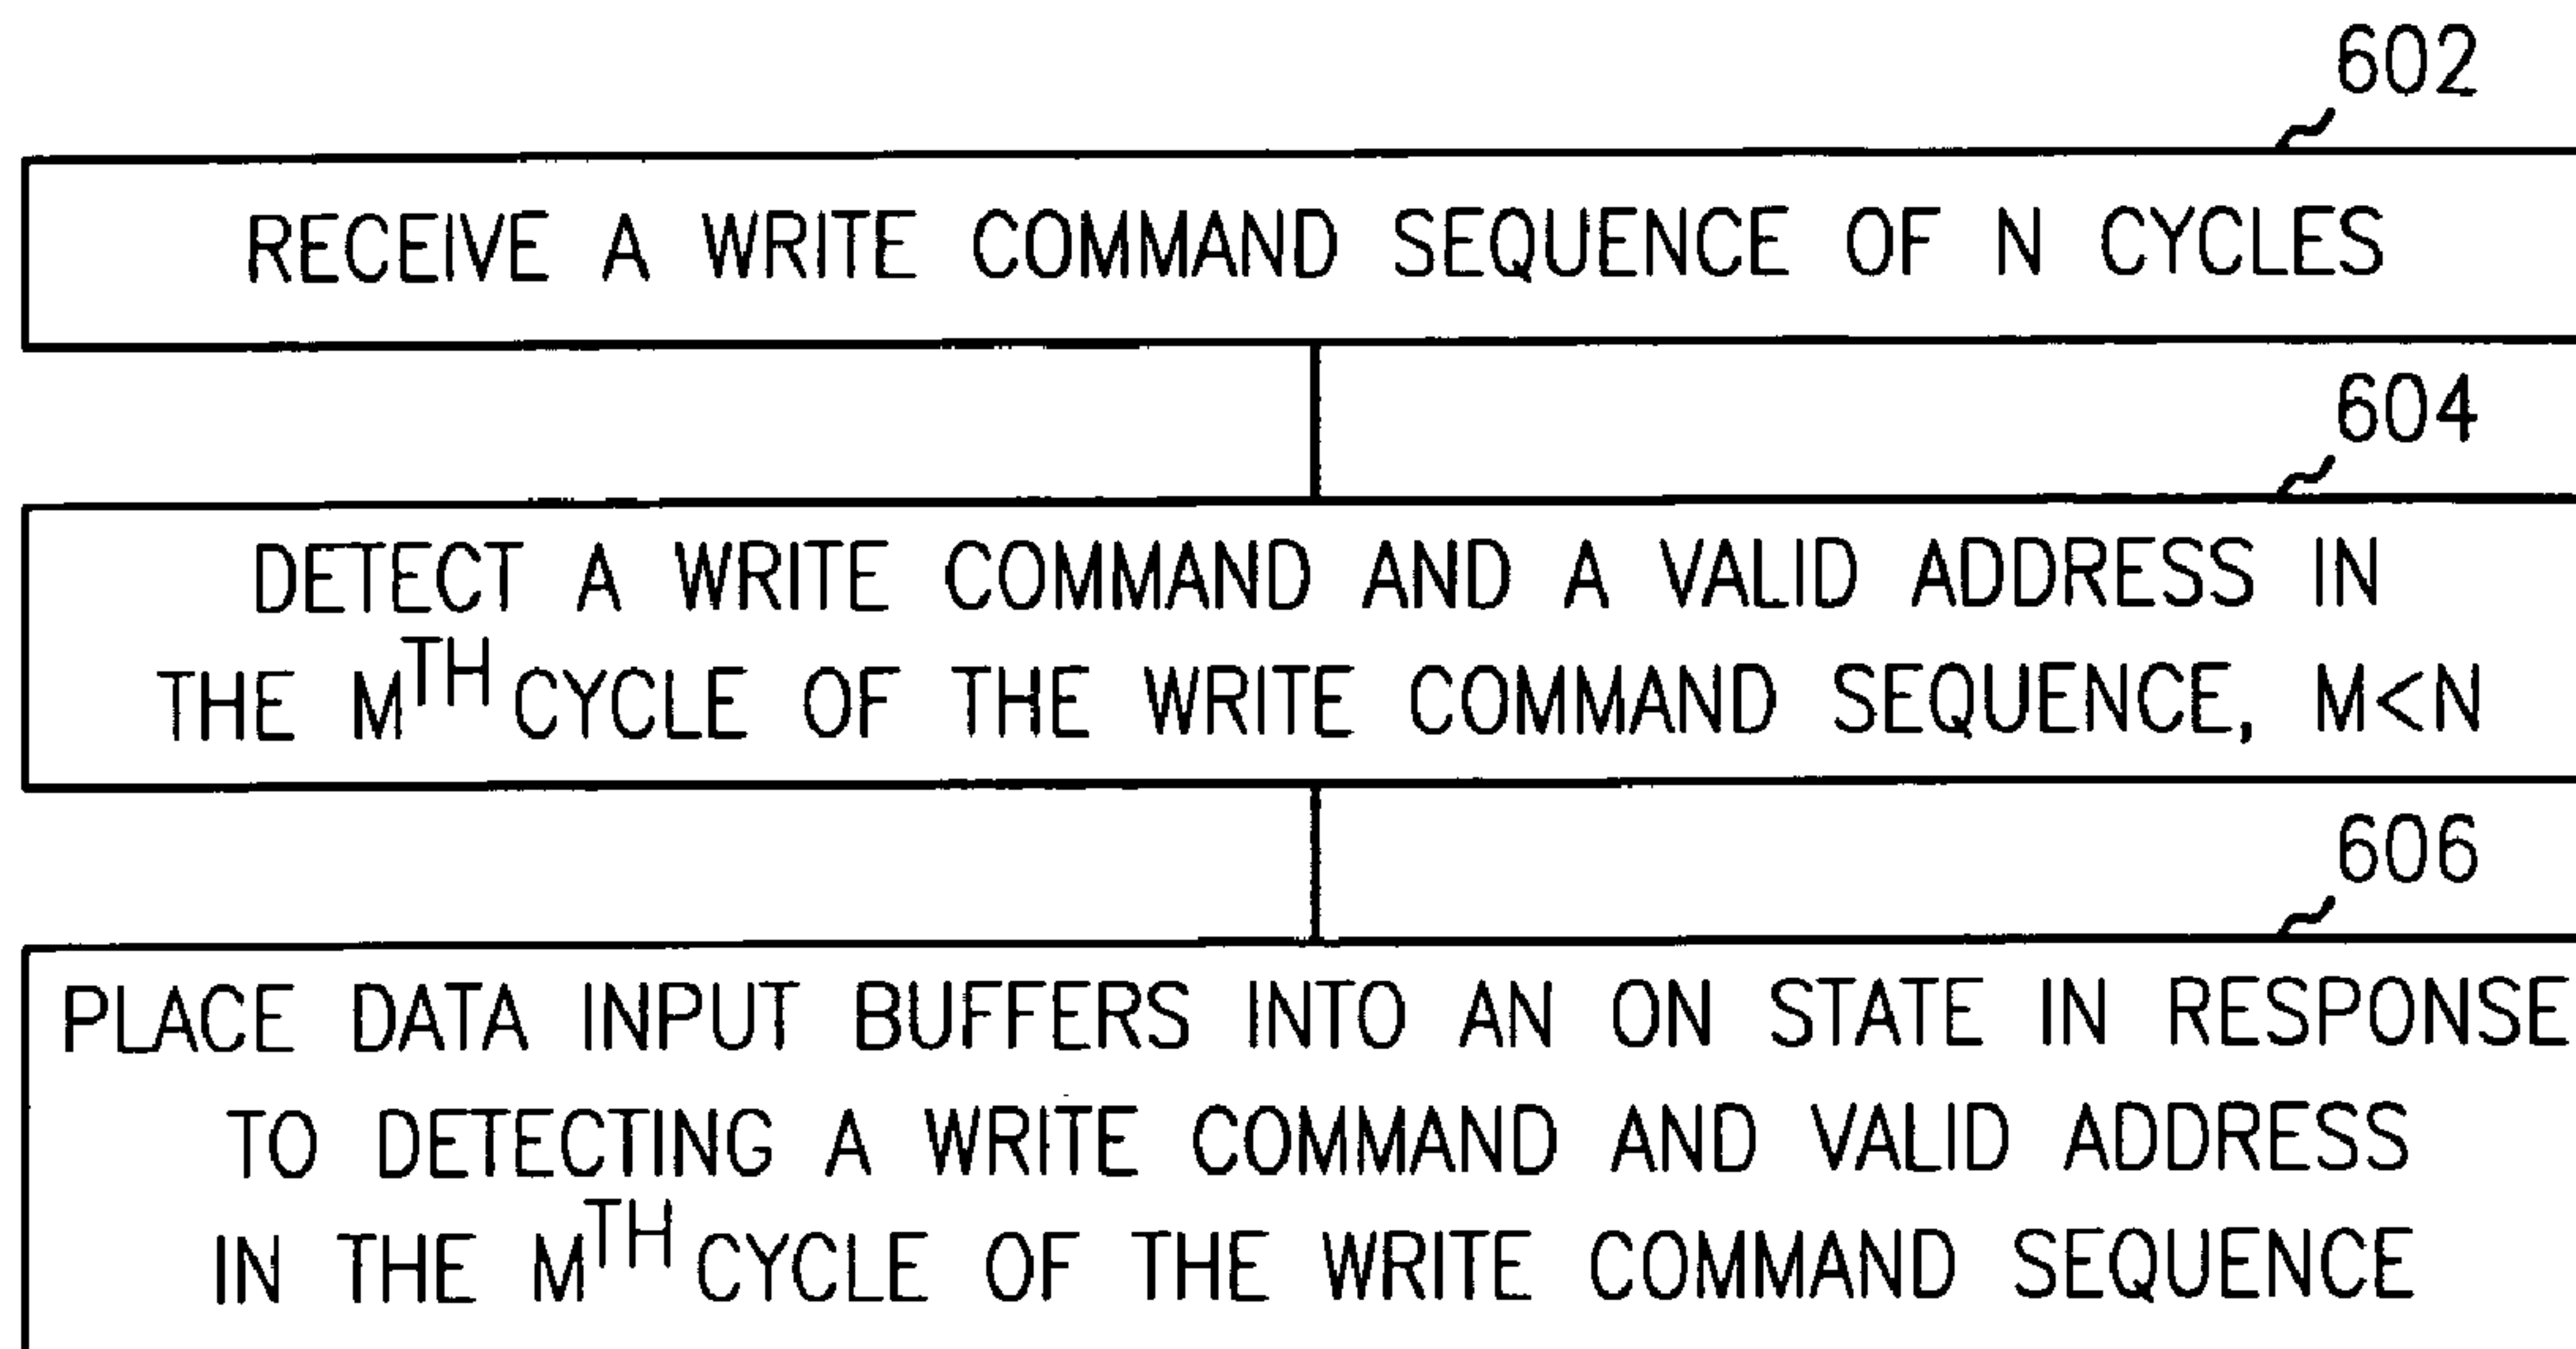 602
RECEIVE A WRITE COMMAND SEQUENCE OF N CYCLES
604
DETECT A WRITE COMMAND AND A VALID ADDRESS IN
THE MTH CYCLE OF THE WRITE COMMAND SEQUENCE, M<N
606
PLACE DATA INPUT BUFFERS INTO AN ON STATE IN RESPONSE
TO DETECTING A WRITE COMMAND AND VALID ADDRESS
IN THE MTH CYCLE OF THE WRITE COMMAND SEQUENCE